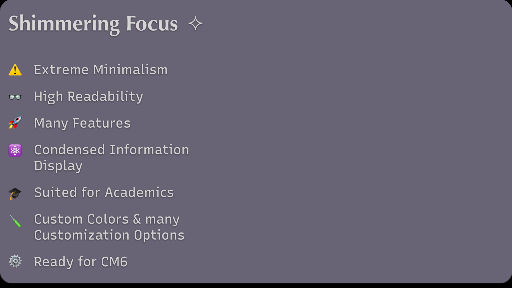 Shimmering Focus ✧
⚠️ Extreme Minimalism
👓 High Readability
🚀 Many Features
⚛️ Condensed Information
Display
🎓 Suited for Academics
Custom Colors & many
Customization Options
⚙️ Ready for CM6